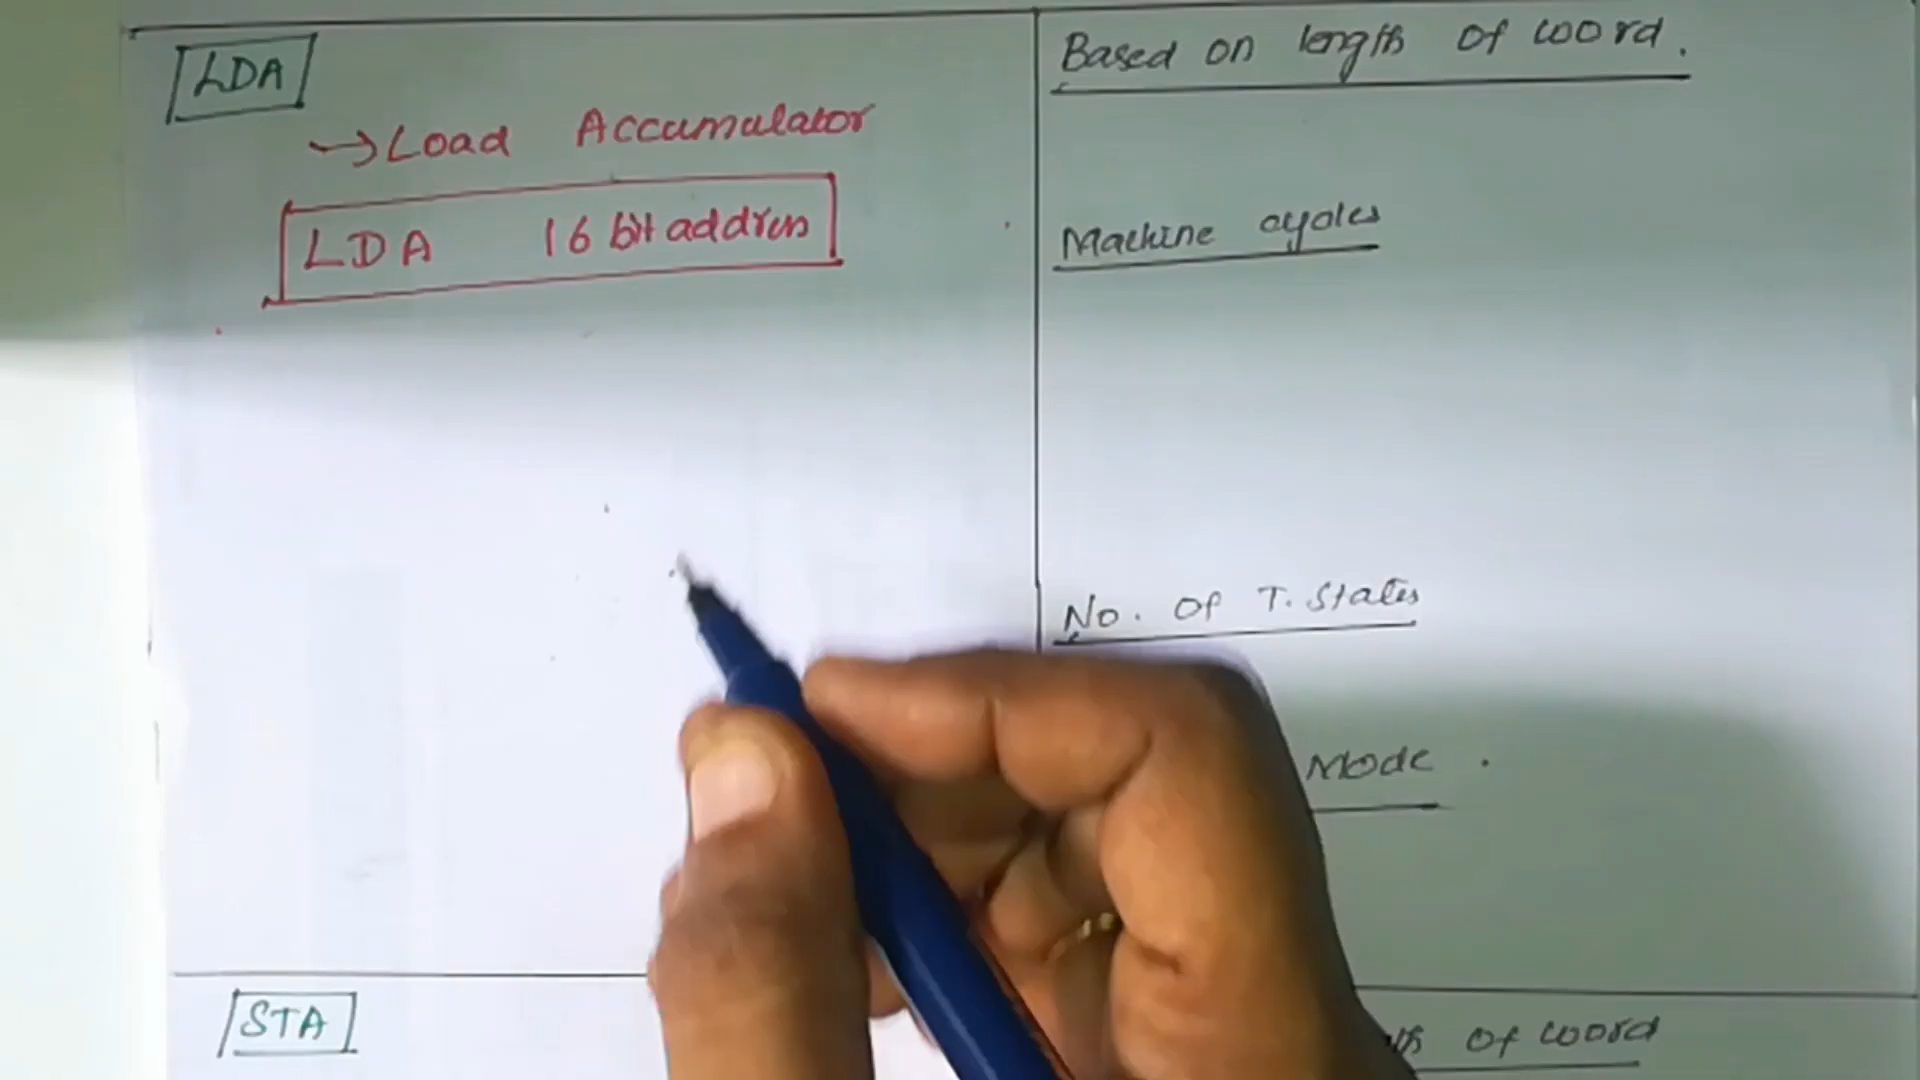 LDA
→ Load Accumulator
LDA 16 bit address
Based on length of word.
Machine cycles
No. of T. States
Mode .
STA
of word